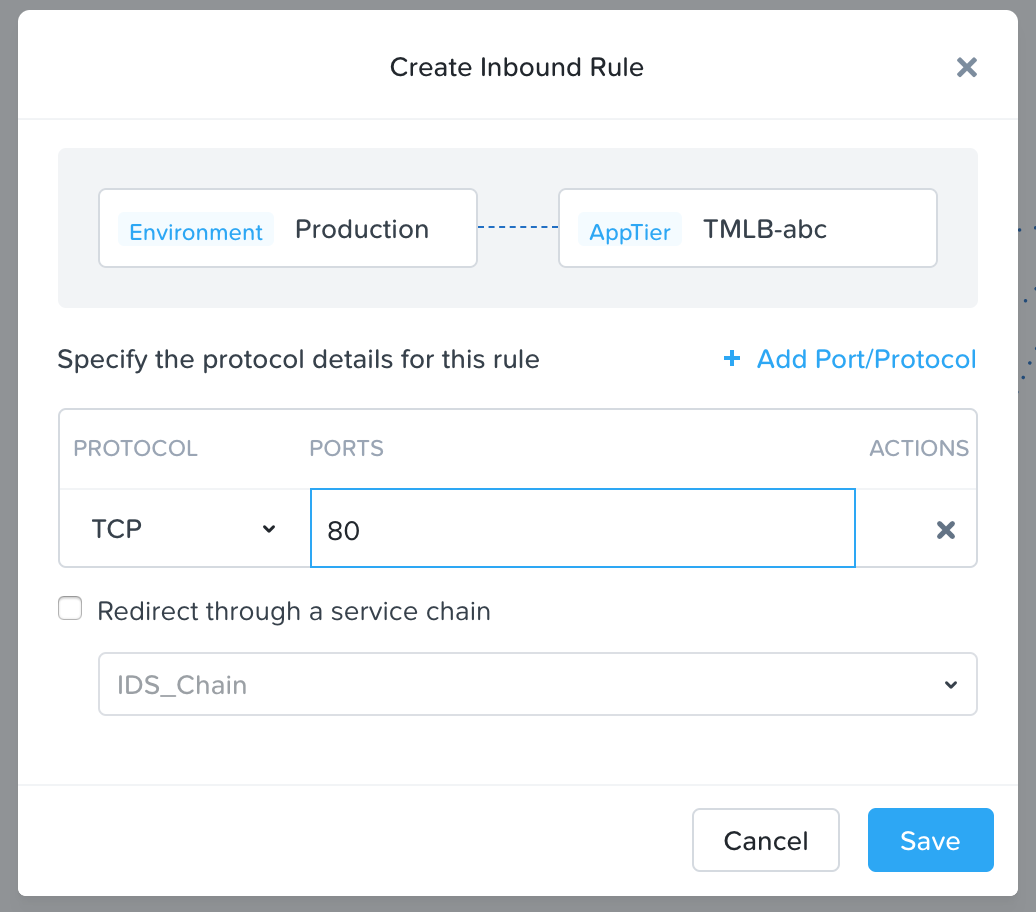 Create Inbound Rule
Environment Production AppTier TMLB-abc
Specify the protocol details for this rule + Add Port/Protocol
PROTOCOL PORTS ACTIONS
TCP 80
Redirect through a service chain
IDS_Chain
Cancel Save